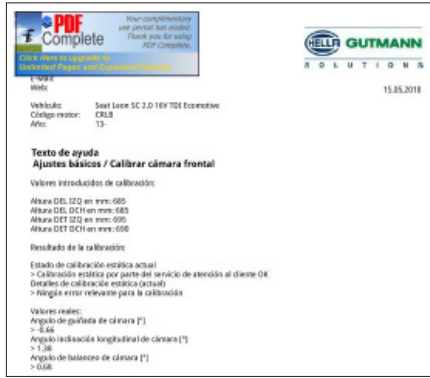 PDF
Complete
Your complimentary
use period has ended.
Thank you for using
PDF Complete.
Click Here to upgrade to
Unlimited Pages and Expanded Features
HELLA GUTMANN
SOLUTIONS
E-Mail:
Web:
15.05.2018
Vehículo: Seat Leon SC 2.0 16V TDI Ecomotive
Código motor: CRLB
Año: 13-
Texto de ayuda
Ajustes básicos / Calibrar cámara frontal
Valores introducidos de calibración:
Altura DEL IZQ en mm: 685
Altura DEL DCH en mm: 685
Altura DET IZQ en mm: 695
Altura DET DCH en mm: 690
Resultado de la calibración:
Estado de calibración estática actual
> Calibración estática por parte del servicio de atención al cliente OK
Detalles de calibración estática (actual)
> Ningún error relevante para la calibración
Valores reales:
Angulo de guiñada de cámara [°]
> -0.66
Angulo inclinación longitudinal de cámara [°]
> 1.38
Angulo de balanceo de cámara [°]
> 0.68